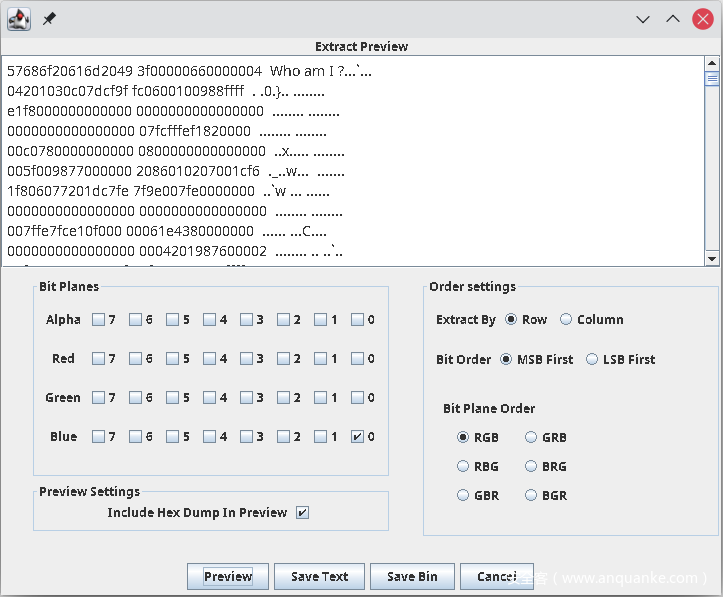 Extract Preview
57686f20616d2049 3f00000660000004 Who am I ?...`...
04201030c07dcf9f fc0600100988ffff . .0.}.. ........
e1f8000000000000 0000000000000000 ........ ........
0000000000000000 07fcfffef1820000 ........ ........
00c0780000000000 0800000000000000 ..x..... ........
005f009877000000 2086010207001cf6 ._..w... .......
1f806077201dc7fe 7f9e007fe0000000 ..`w ... ......
0000000000000000 0000000000000000 ........ ........
007ffe7fce10f000 00061e4380000000 ...... ...C....
0000000000000000 0004201987600002 ........ .. ..`..
Bit Planes
Order settings
Alpha 7 6 5 4 3 2 1 0
Extract By Row Column
Red 7 6 5 4 3 2 1 0
Bit Order MSB First LSB First
Green 7 6 5 4 3 2 1 0
Bit Plane Order
Blue 7 6 5 4 3 2 1 0
RGB GRB
RBG BRG
Preview Settings
GBR BGR
Include Hex Dump In Preview
Preview Save Text Save Bin Cancel
安全客 ( www.anquanke.com )